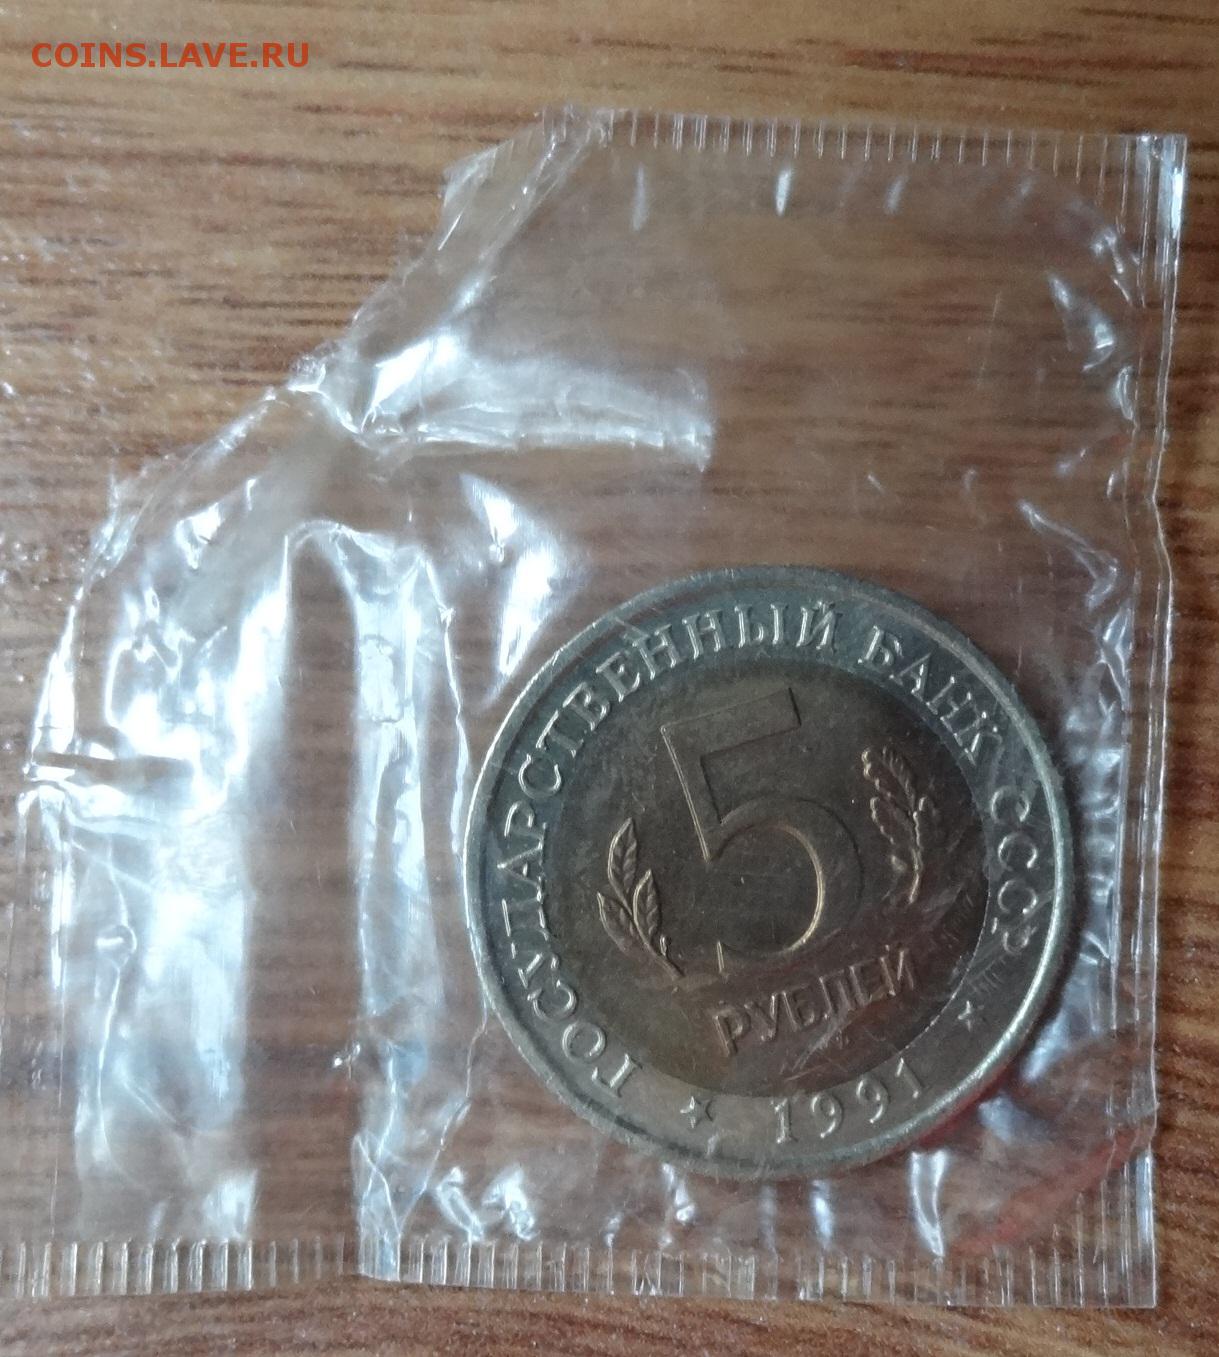 COINS.LAVE.RU
ГОСУДАРСТВЕННЫЙ БАНК СССР
5
РУБЛЕЙ
1991